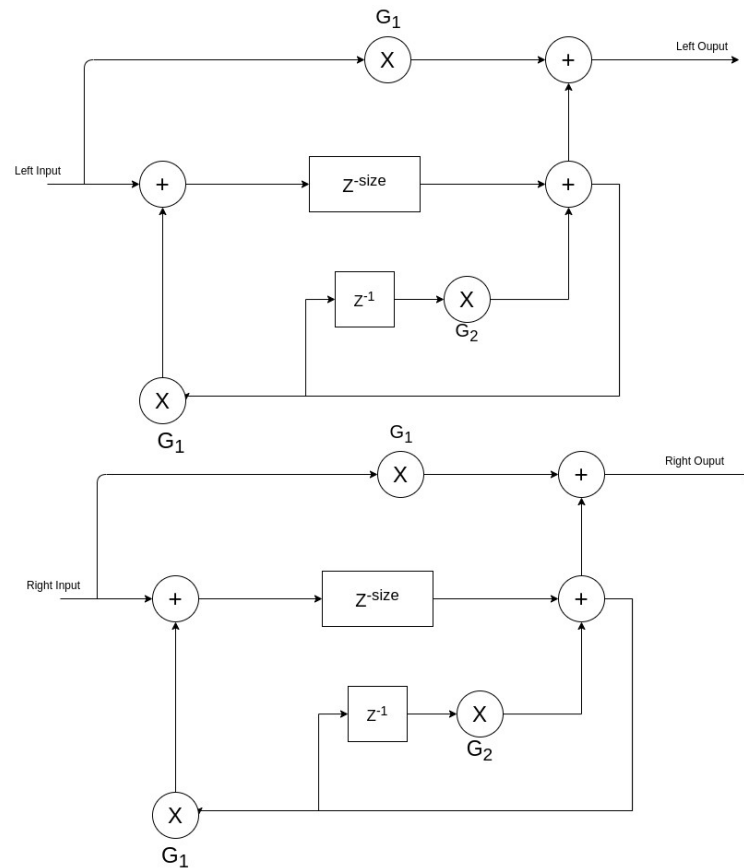 G₁
X
+
Left Ouput
Left Input
+
Z⁻ˢⁱᶻᵉ
+
Z⁻¹
X
G₂
X
G₁
G₁
X
+
Right Ouput
Right Input
+
Z⁻ˢⁱᶻᵉ
+
Z⁻¹
X
G₂
X
G₁